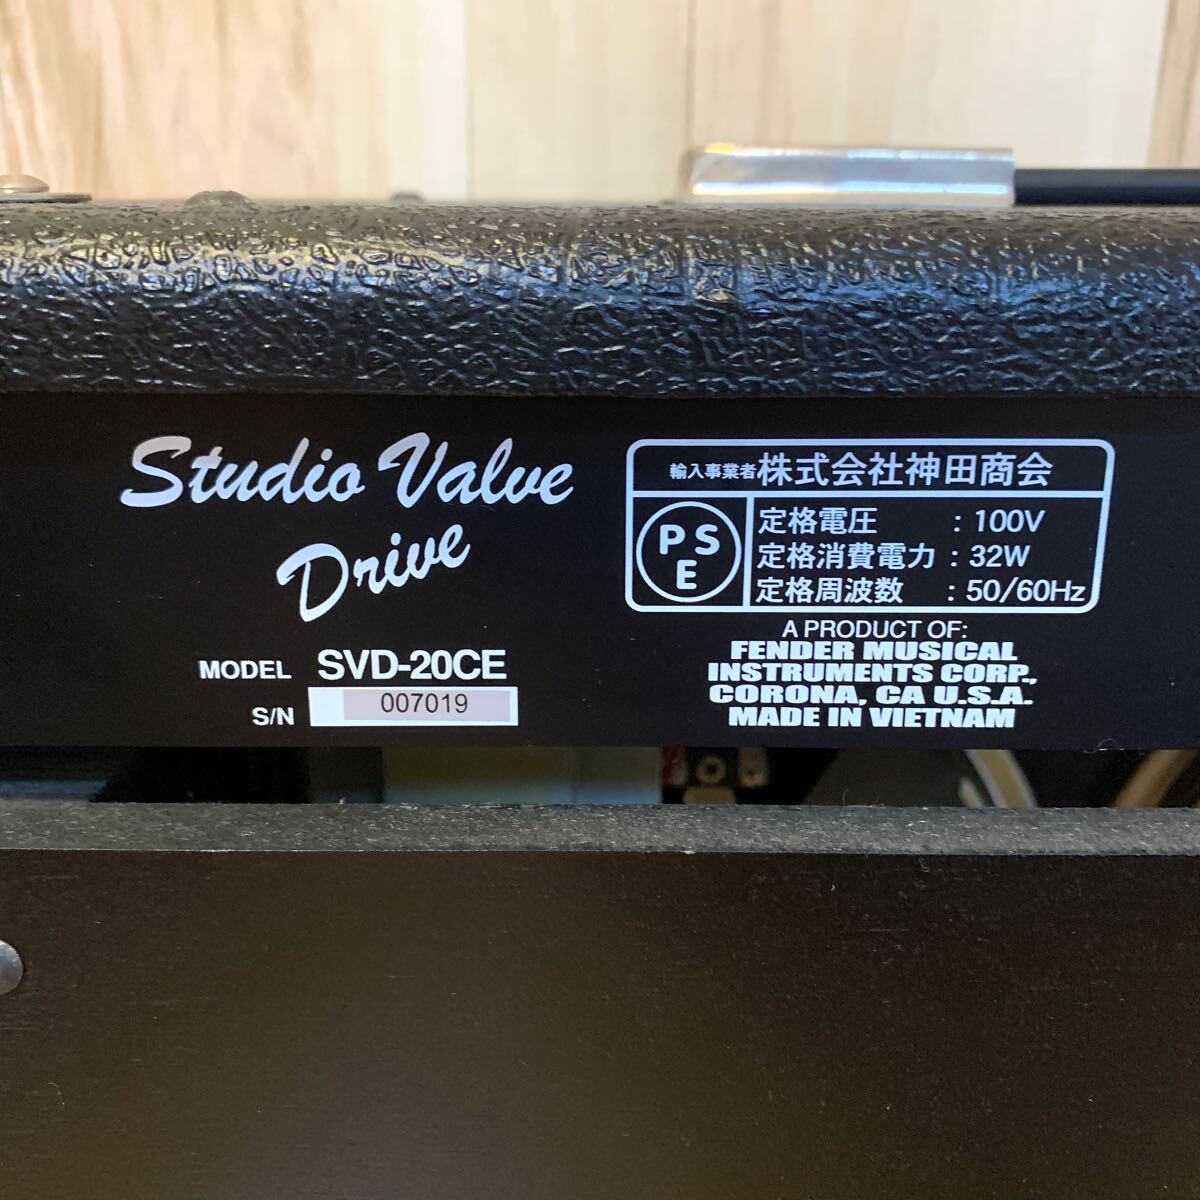 Studio Valve
Drive
MODEL SVD-20CE
S/N 007019
輸入事業者 株式会社神田商会
PSE
定格電圧 : 100V
定格消費電力 : 32W
定格周波数 : 50/60Hz
A PRODUCT OF:
FENDER MUSICAL
INSTRUMENTS CORP.,
CORONA, CA U.S.A.
MADE IN VIETNAM